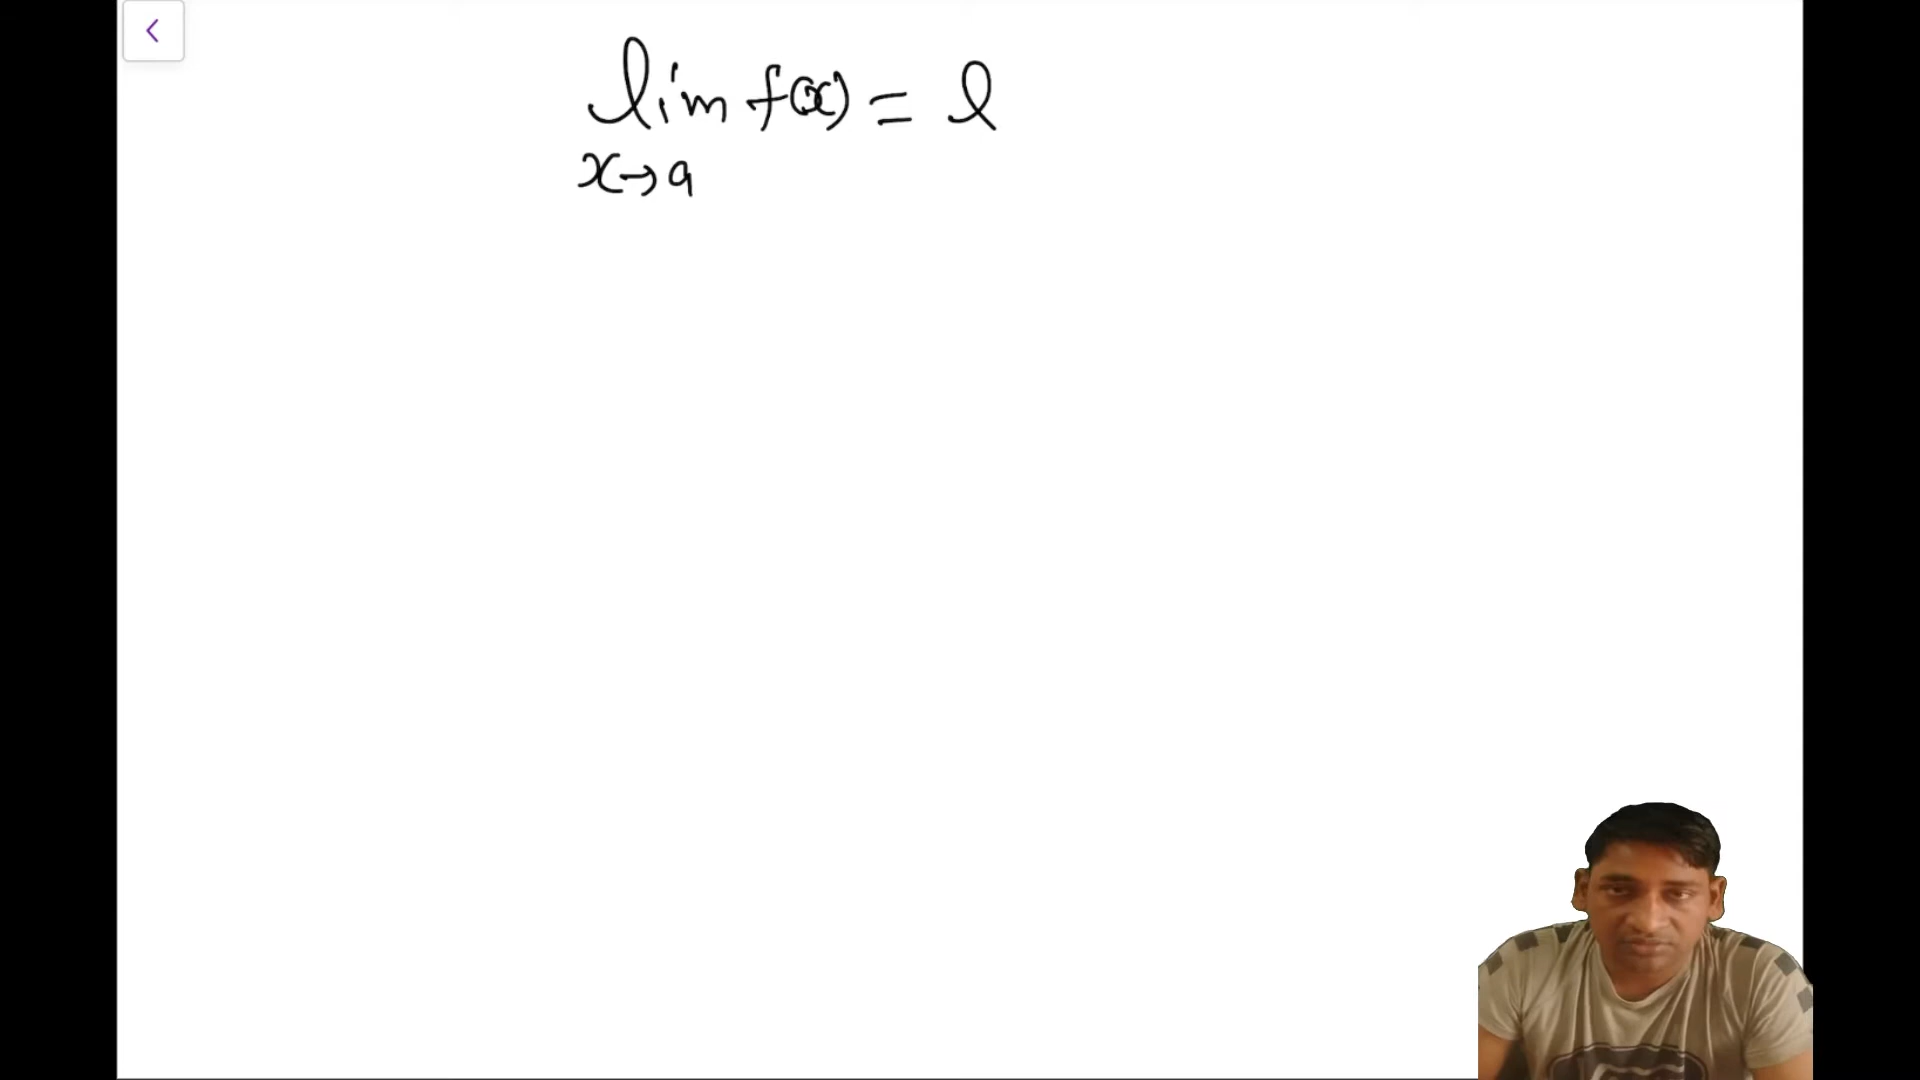 lim f(x) = l
x→a